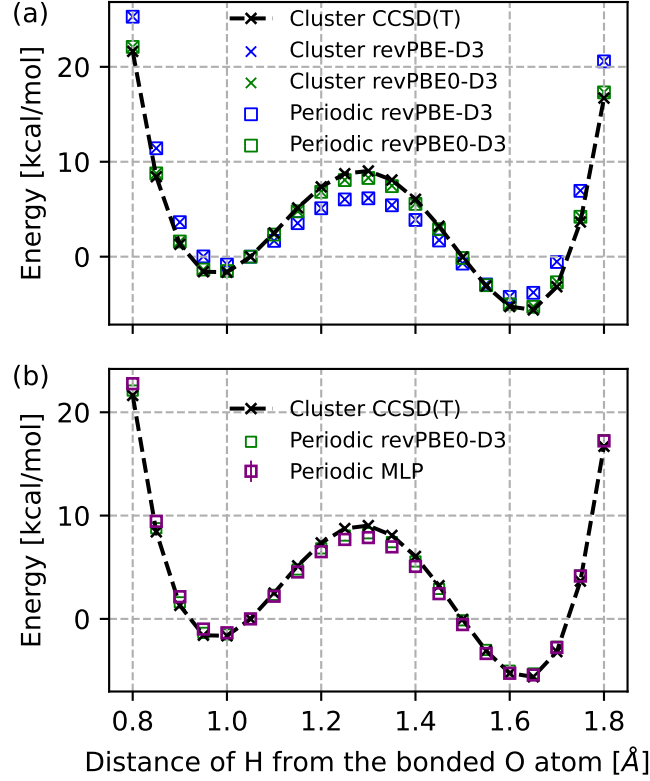 (a)
Cluster CCSD(T)
Cluster revPBE-D3
Cluster revPBE0-D3
Periodic revPBE-D3
Periodic revPBE0-D3
Energy [kcal/mol]
20
10
0
(b)
Cluster CCSD(T)
Periodic revPBE0-D3
Periodic MLP
Energy [kcal/mol]
20
10
0
0.8 1.0 1.2 1.4 1.6 1.8
Distance of H from the bonded O atom [Å]